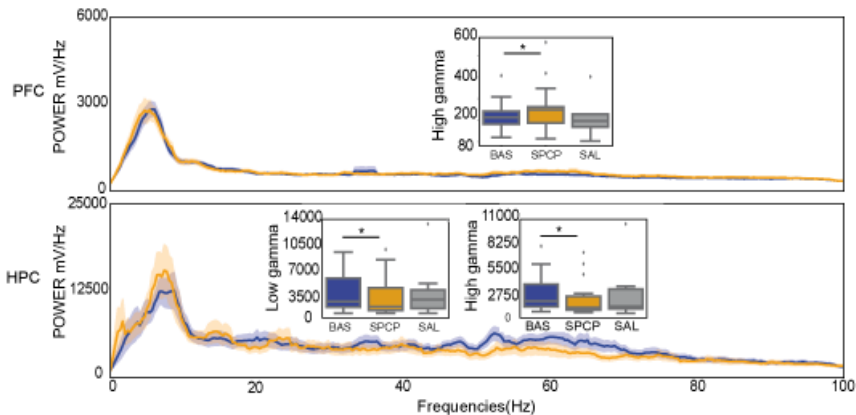 PFC
POWER mV/Hz
6000
3000
0
High gamma
600
400
200
80
*
BAS SPCP SAL
HPC
POWER mV/Hz
25000
12500
0
Low gamma
14000
10500
7000
3500
0
*
BAS SPCP SAL
High gamma
11000
8250
5500
2750
0
*
BAS SPCP SAL
0 20 40 60 80 100
Frequencies(Hz)